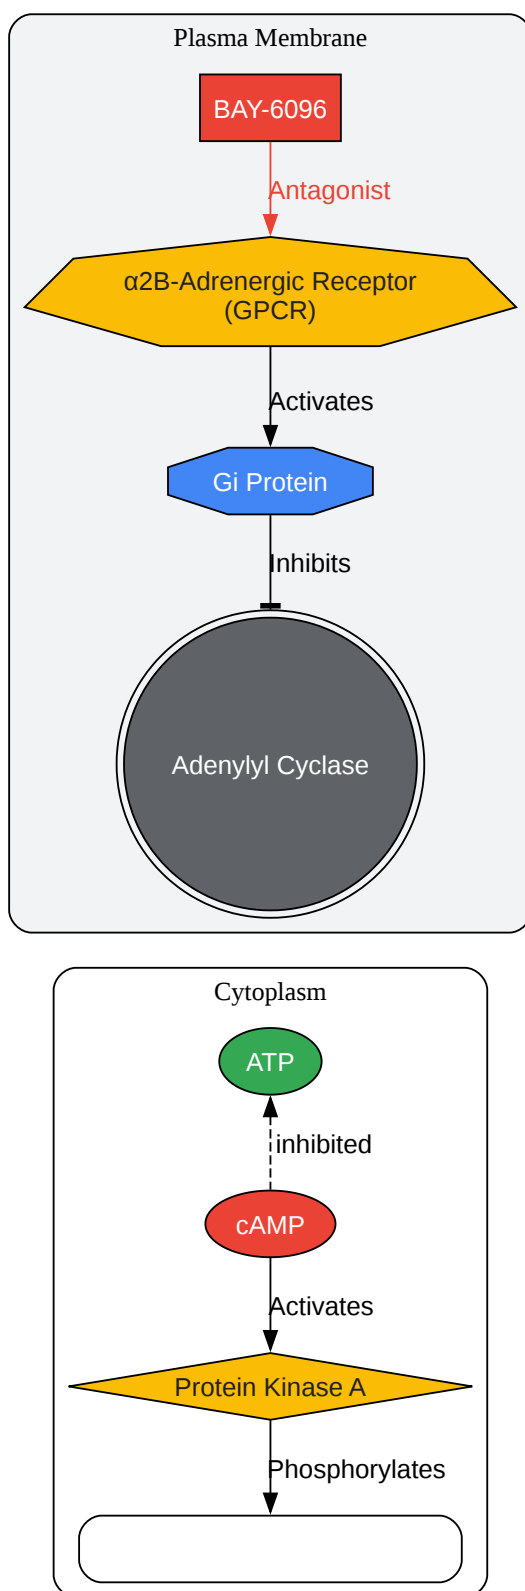 Plasma Membrane
BAY-6096
Antagonist
α2B-Adrenergic Receptor
(GPCR)
Activates
Gi Protein
Inhibits
Adenylyl Cyclase
Cytoplasm
ATP
inhibited
cAMP
Activates
Protein Kinase A
Phosphorylates